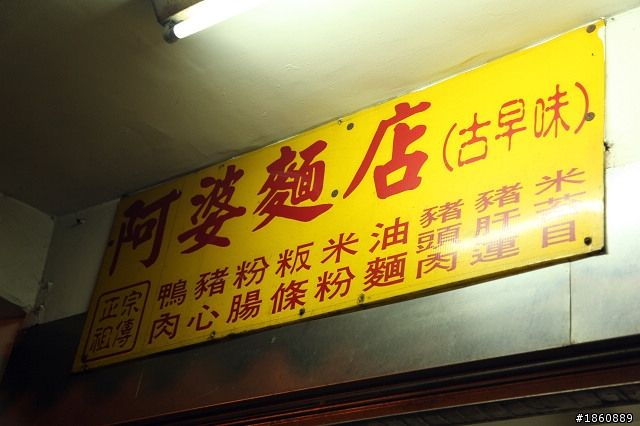 阿婆麵店(古早味)
正宗祖傳
鴨肉 豬心 粉腸 粄條 米粉 油麵 豬頭肉 豬肝連 米苔目
#1860889